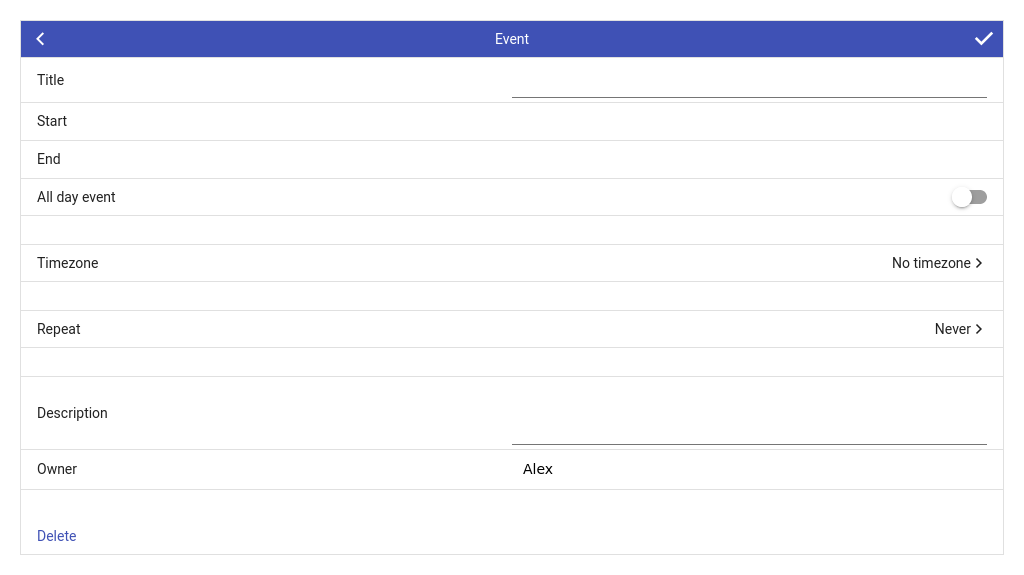 Event
Title
Start
End
All day event
Timezone No timezone
Repeat Never
Description
Owner Alex
Delete